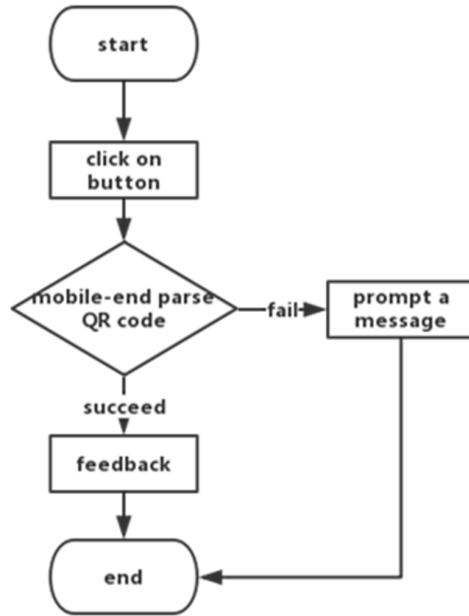 start
click on
button
mobile-end parse
QR code
fail
prompt a
message
succeed
feedback
end